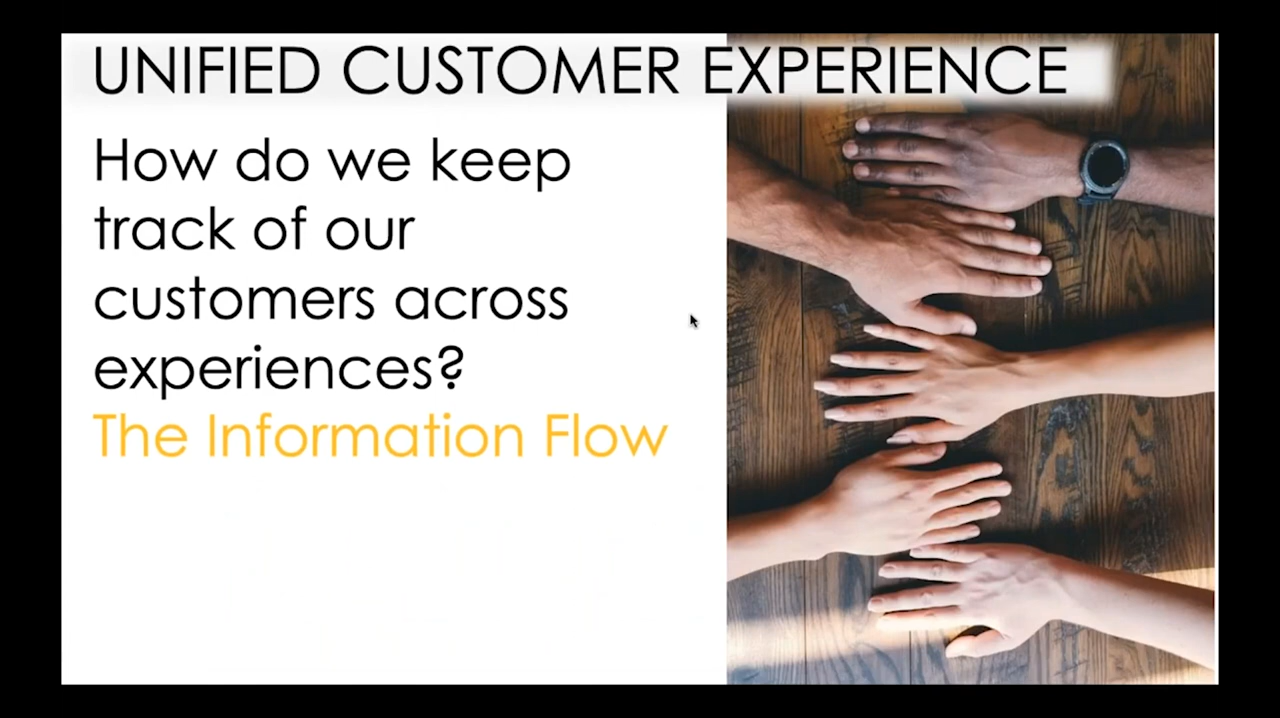 UNIFIED CUSTOMER EXPERIENCE
How do we keep
track of our
customers across
experiences?
The Information Flow